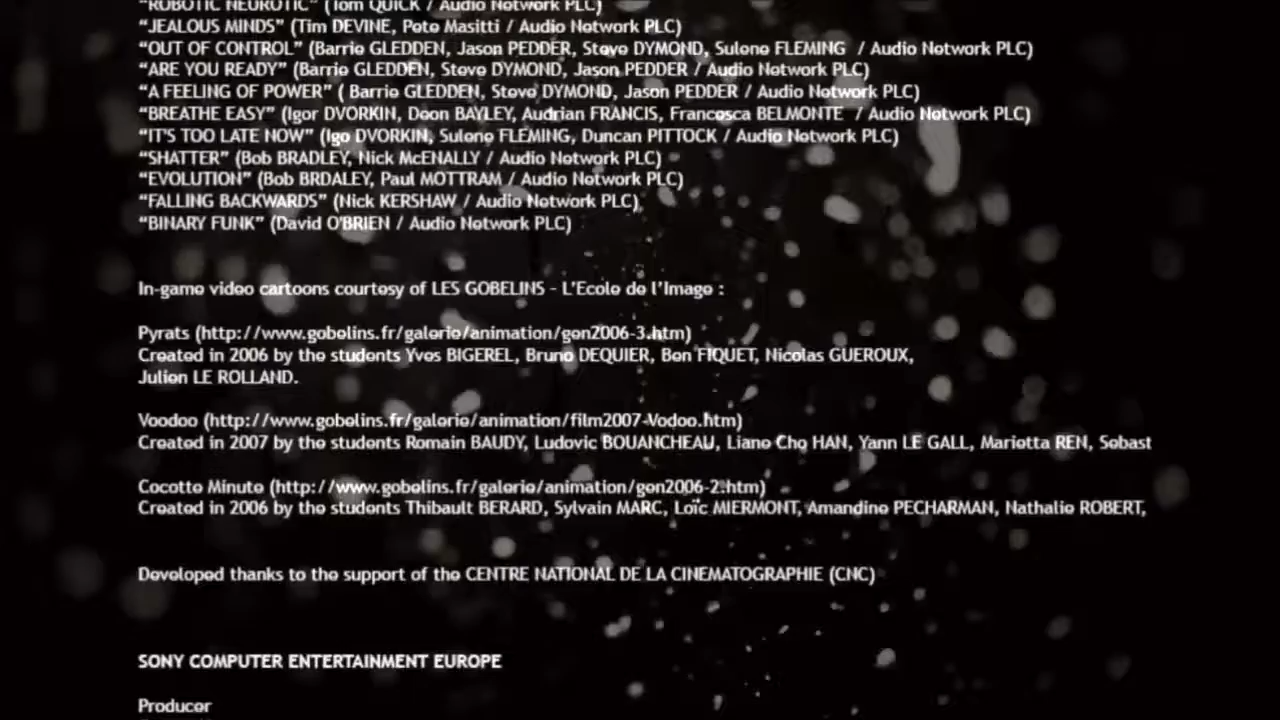 “ROBOTIC NEUROTIC” (Tom QUICK / Audio Network PLC)
“JEALOUS MINDS” (Tim DEVINE, Pete Masitti / Audio Network PLC)
“OUT OF CONTROL” (Barrie GLEDDEN, Jason PEDDER, Steve DYMOND, Sulene FLEMING  / Audio Network PLC)
“ARE YOU READY” (Barrie GLEDDEN, Steve DYMOND, Jason PEDDER / Audio Network PLC)
“A FEELING OF POWER” ( Barrie GLEDDEN, Steve DYMOND, Jason PEDDER / Audio Network PLC)
“BREATHE EASY” (Igor DVORKIN, Deon BAYLEY, Audrian FRANCIS, Francesca BELMONTE  / Audio Network PLC)
“IT'S TOO LATE NOW” (Igo DVORKIN, Sulene FLEMING, Duncan PITTOCK / Audio Network PLC)
“SHATTER” (Bob BRADLEY, Nick McENALLY / Audio Network PLC)
“EVOLUTION” (Bob BRDALEY, Paul MOTTRAM / Audio Network PLC)
“FALLING BACKWARDS” (Nick KERSHAW / Audio Network PLC)
“BINARY FUNK” (David O'BRIEN / Audio Network PLC)
In-game video cartoons courtesy of LES GOBELINS - L'Ecole de l'Image :
Pyrats (http://www.gobelins.fr/galerie/animation/gen2006-3.htm)
Created in 2006 by the students Yves BIGEREL, Bruno DEQUIER, Ben FIQUET, Nicolas GUEROUX,
Julien LE ROLLAND.
Voodoo (http://www.gobelins.fr/galerie/animation/film2007-Vodoo.htm)
Created in 2007 by the students Romain BAUDY, Ludovic BOUANCHEAU, Liane Cho HAN, Yann LE GALL, Marietta REN, Sebast
Cocotte Minute (http://www.gobelins.fr/galerie/animation/gen2006-2.htm)
Created in 2006 by the students Thibault BERARD, Sylvain MARC, Loïc MIERMONT, Amandine PECHARMAN, Nathalie ROBERT,
Developed thanks to the support of the CENTRE NATIONAL DE LA CINEMATOGRAPHIE (CNC)
SONY COMPUTER ENTERTAINMENT EUROPE
Producer